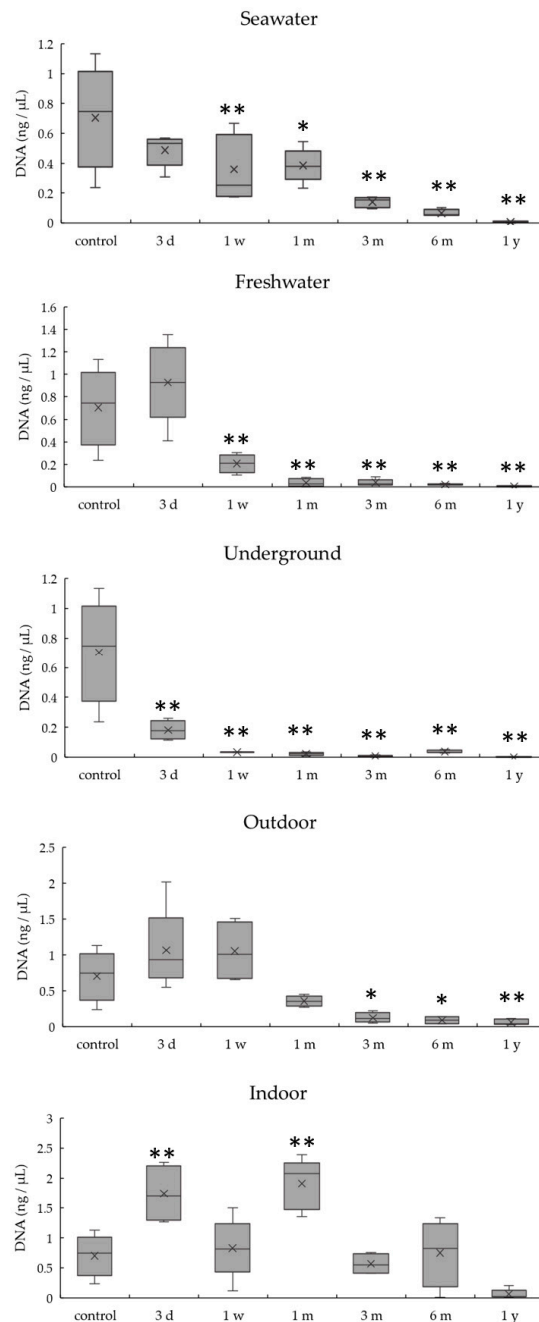 Seawater
DNA (ng / μL)
1.2
1
0.8
0.6
0.4
0.2
0
** * ** ** **
control 3 d 1 w 1 m 3 m 6 m 1 y
Freshwater
DNA (ng / μL)
1.6
1.4
1.2
1
0.8
0.6
0.4
0.2
0
** ** ** ** **
control 3 d 1 w 1 m 3 m 6 m 1 y
Underground
DNA (ng / μL)
1.2
1
0.8
0.6
0.4
0.2
0
** ** ** ** ** **
control 3 d 1 w 1 m 3 m 6 m 1 y
Outdoor
DNA (ng / μL)
2.5
2
1.5
1
0.5
0
* * **
control 3 d 1 w 1 m 3 m 6 m 1 y
Indoor
DNA (ng / μL)
3
2.5
2
1.5
1
0.5
0
** **
control 3 d 1 w 1 m 3 m 6 m 1 y